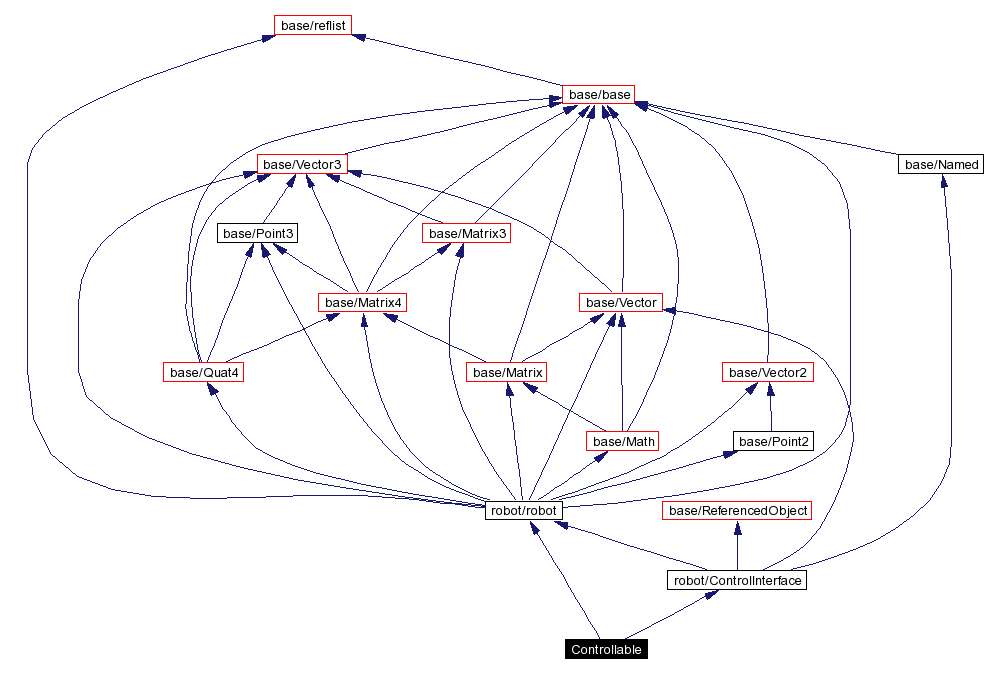 base/reflist
base/base
base/Vector3
base/Named
base/Point3
base/Matrix3
base/Matrix4
base/Vector
base/Quat4
base/Matrix
base/Vector2
base/Math
base/Point2
robot/robot
base/ReferencedObject
robot/ControlInterface
Controllable